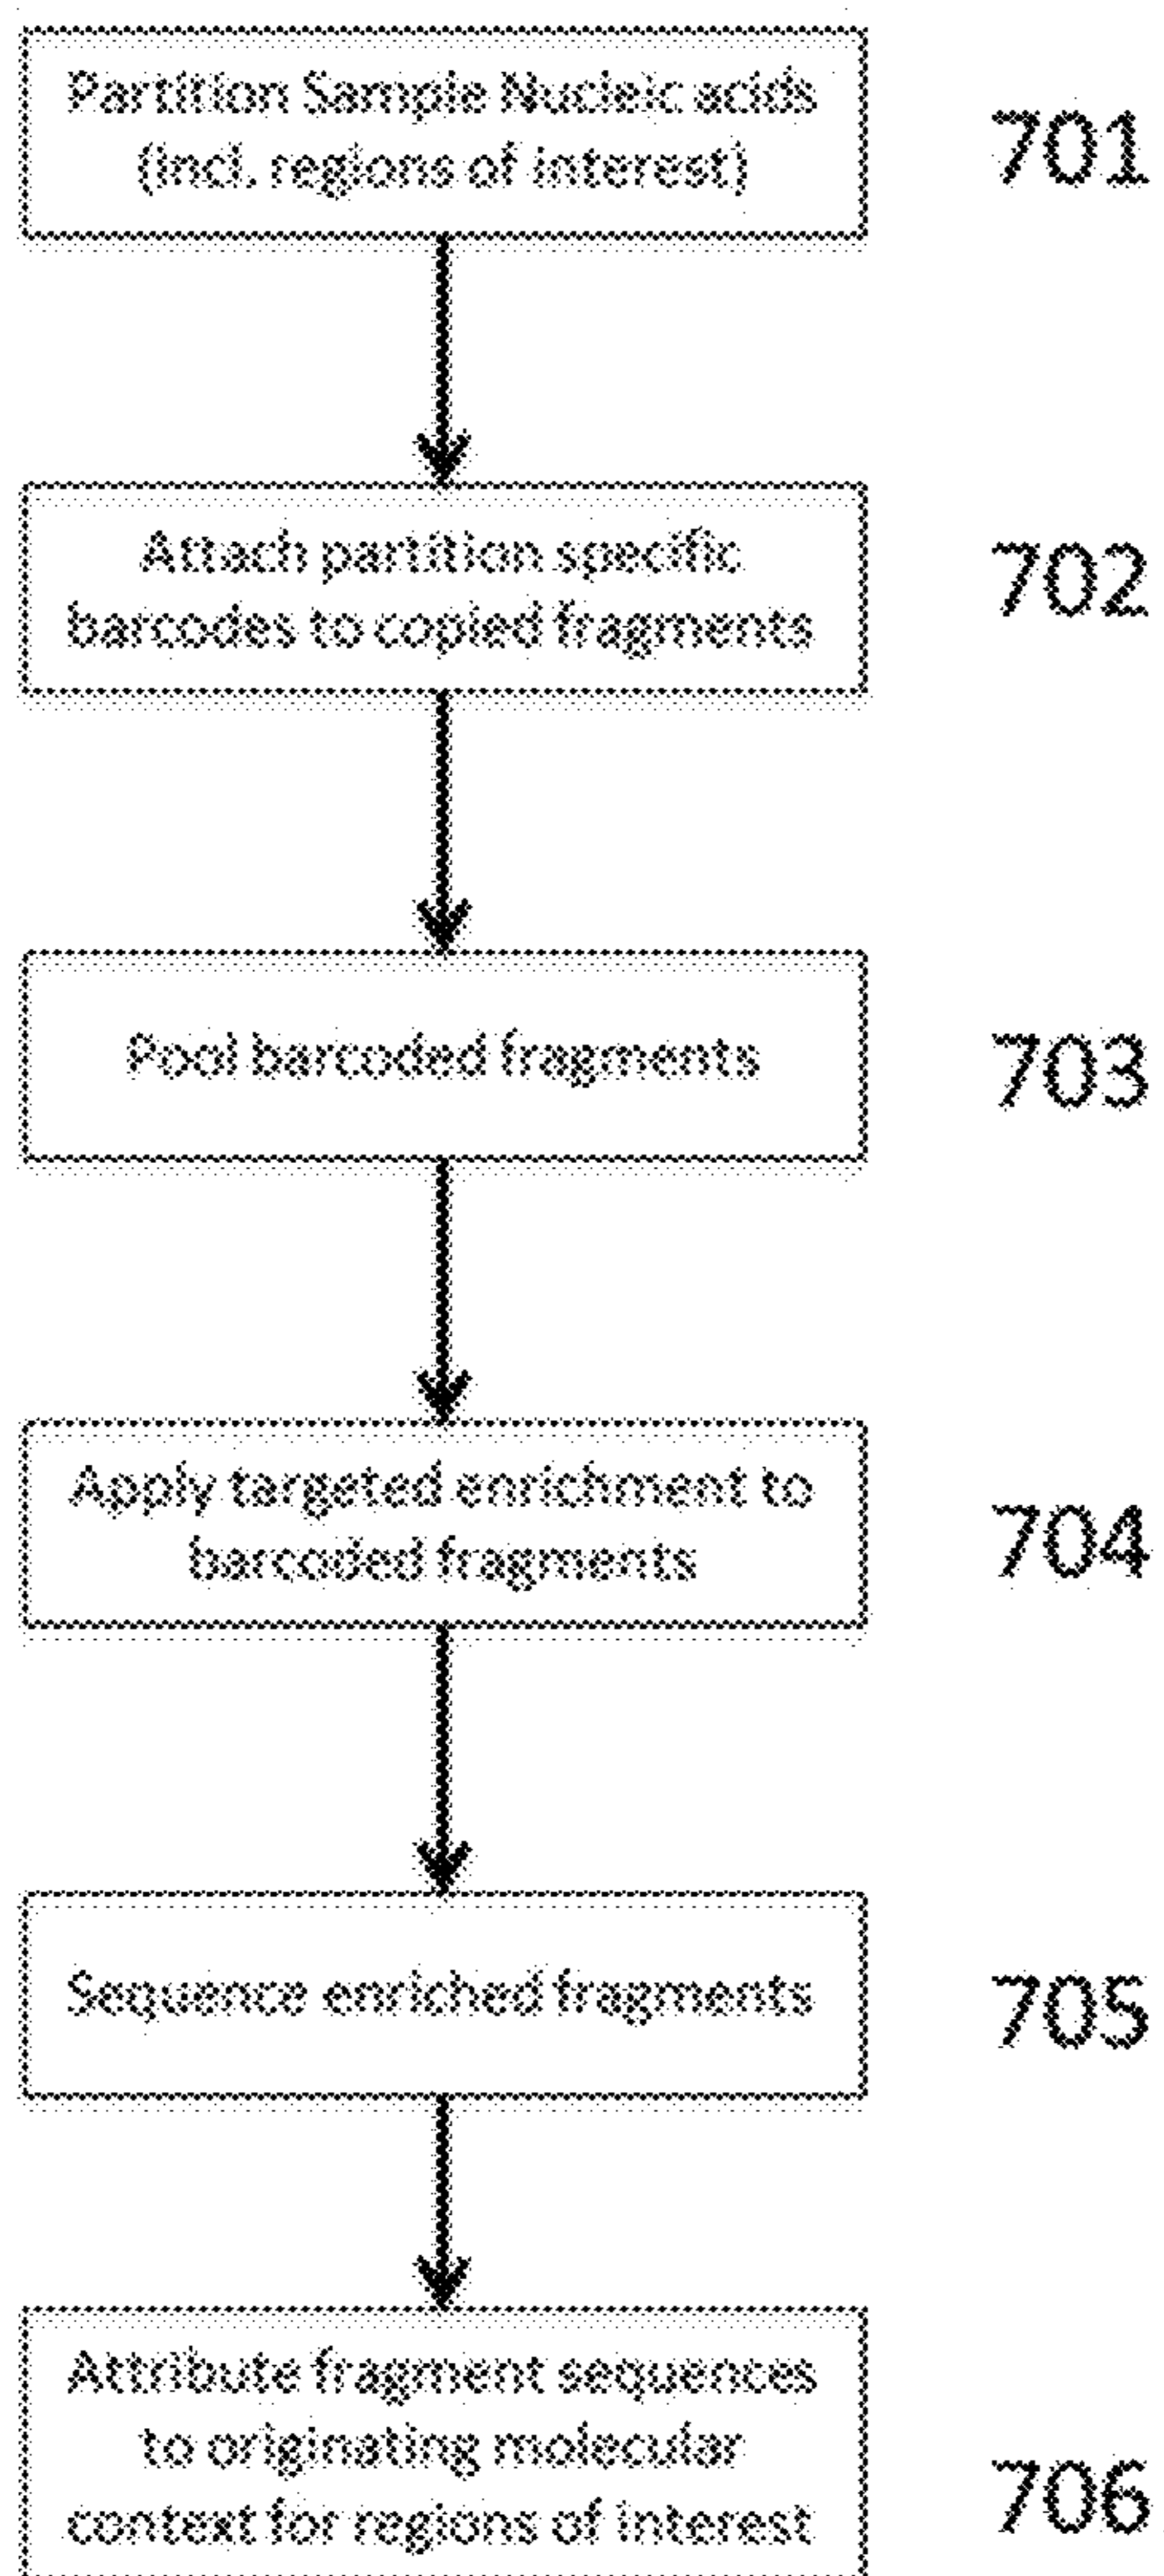 Partition Sample Nucleic acids
(incl. regions of interest)
701
Attach partition specific
barcodes to copied fragments
702
Pool barcoded fragments
703
Apply targeted enrichment to
barcoded fragments
704
Sequence enriched fragments
705
Attribute fragment sequences
to originating molecular
context for regions of interest
706